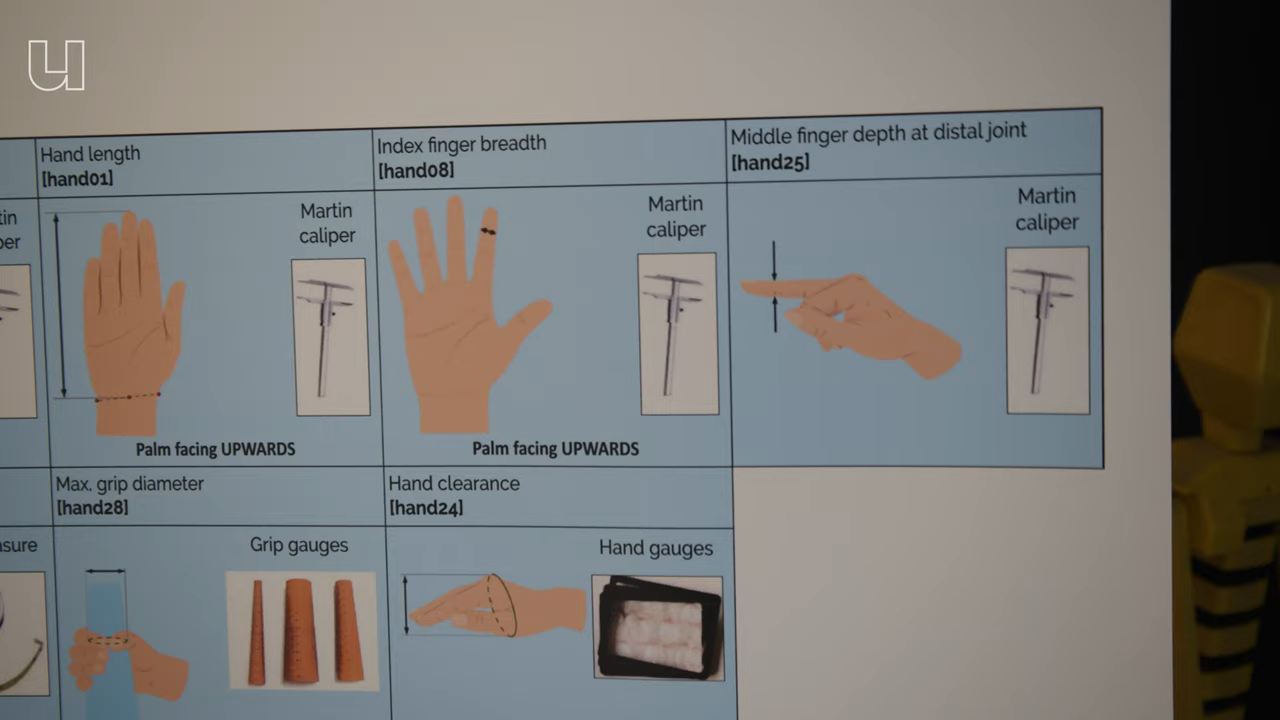 u
Hand length
[hand01]
Index finger breadth
[hand08]
Middle finger depth at distal joint
[hand25]
Martin
caliper
Martin
caliper
Martin
caliper
Palm facing UPWARDS
Palm facing UPWARDS
Max. grip diameter
[hand28]
Hand clearance
[hand24]
Grip gauges
Hand gauges